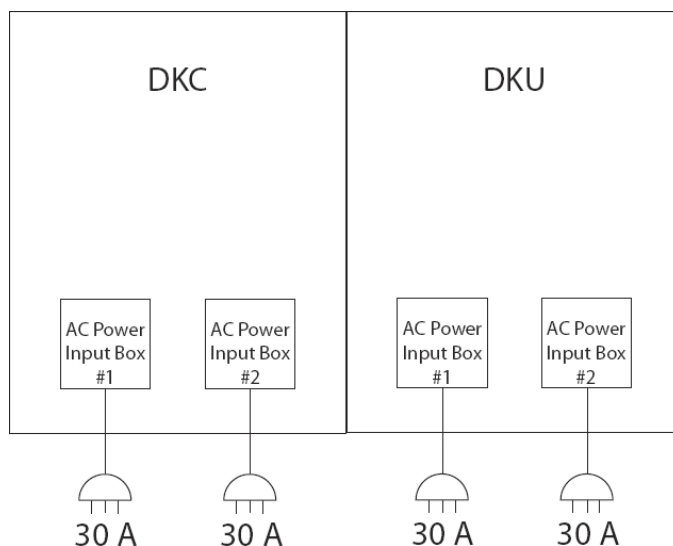 DKC
DKU
AC Power
Input Box
#1
AC Power
Input Box
#2
AC Power
Input Box
#1
AC Power
Input Box
#2
30 A
30 A
30 A
30 A